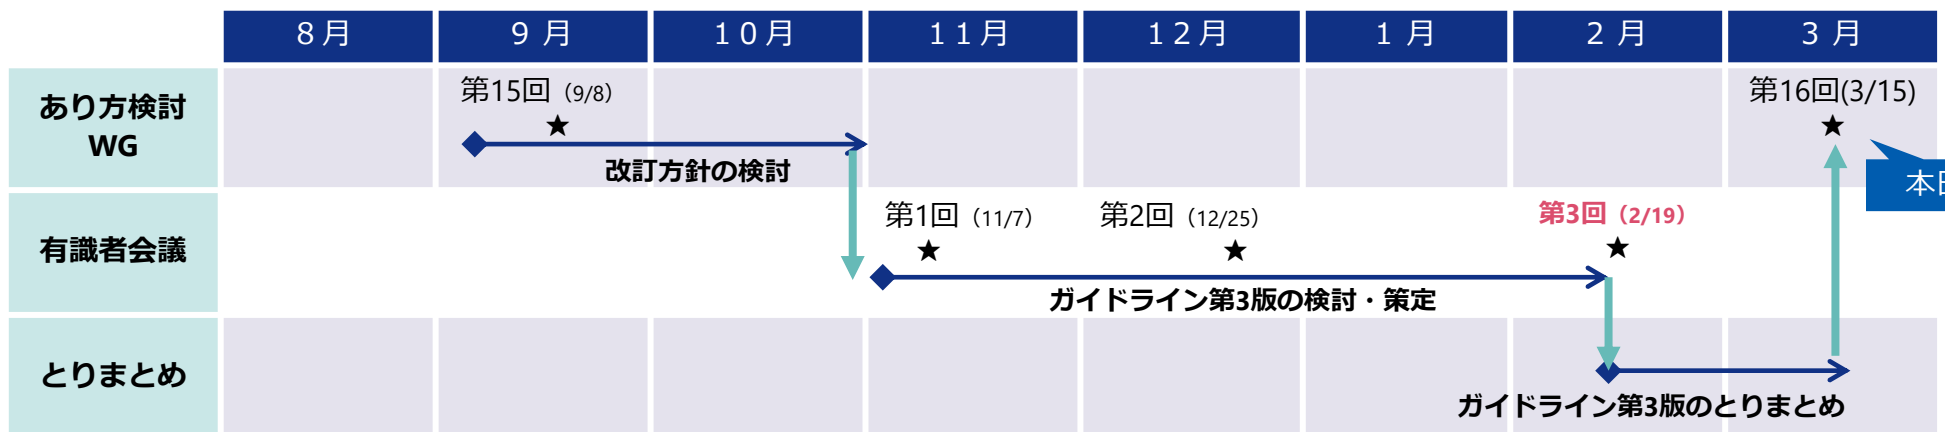 8月 9月 10月 11月 12月 1月 2月 3月
あり方検討
WG
第15回（9/8）
★
改訂方針の検討
第16回(3/15)
★
本日
有識者会議
第1回（11/7）
★
第2回（12/25）
★
第3回（2/19）
★
ガイドライン第3版の検討・策定
とりまとめ
ガイドライン第3版のとりまとめ